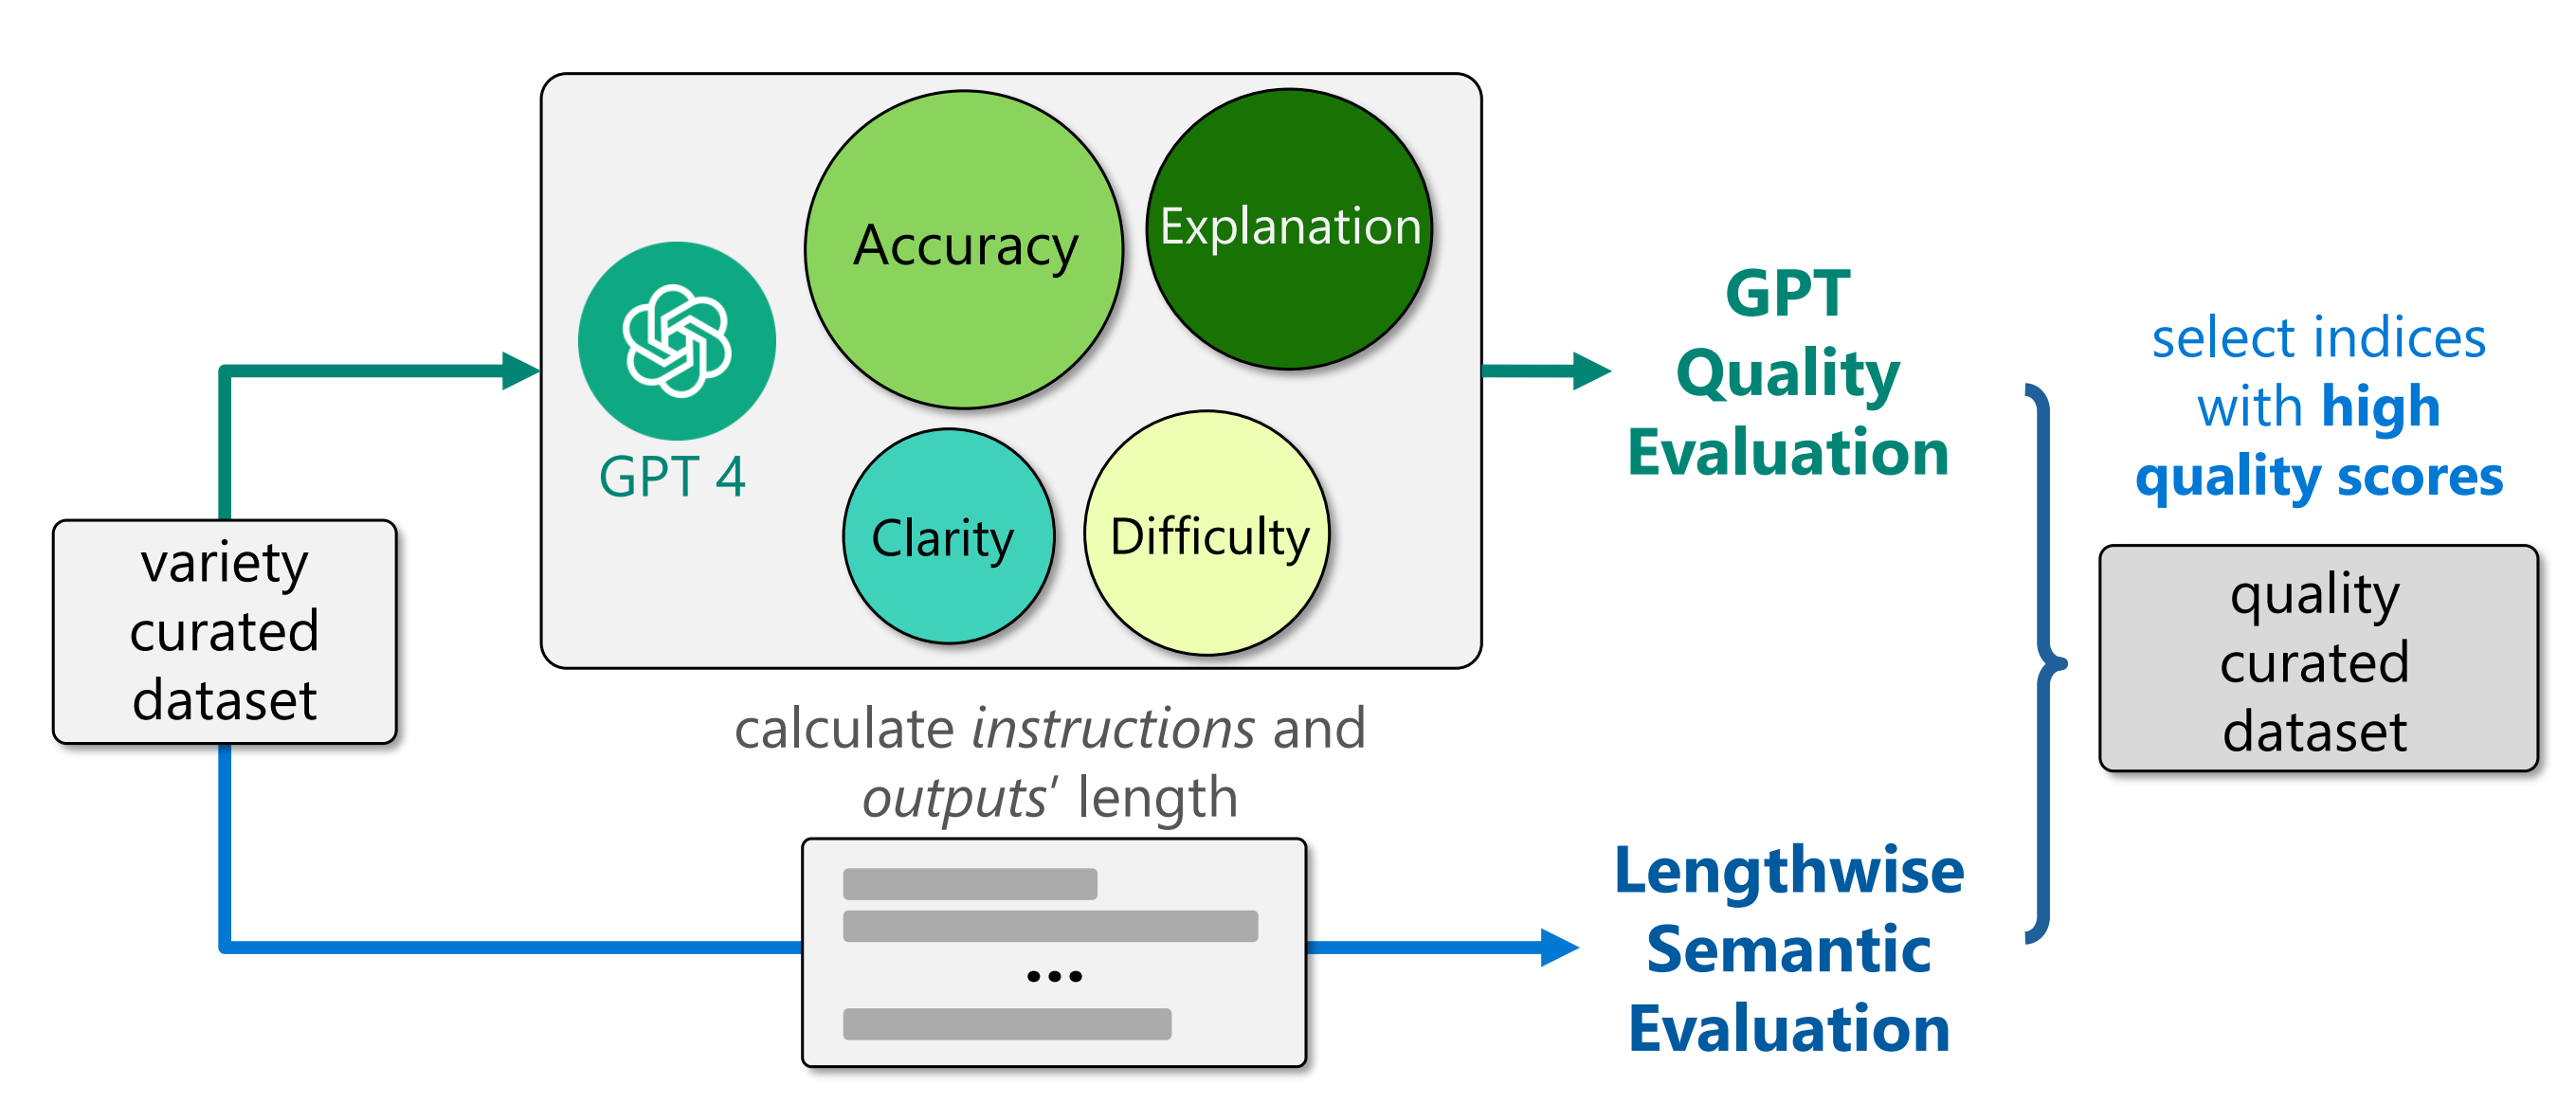 variety
curated
dataset
GPT 4
Accuracy
Explanation
Clarity
Difficulty
calculate instructions and
outputs' length
...
GPT
Quality
Evaluation
Lengthwise
Semantic
Evaluation
select indices
with high
quality scores
quality
curated
dataset